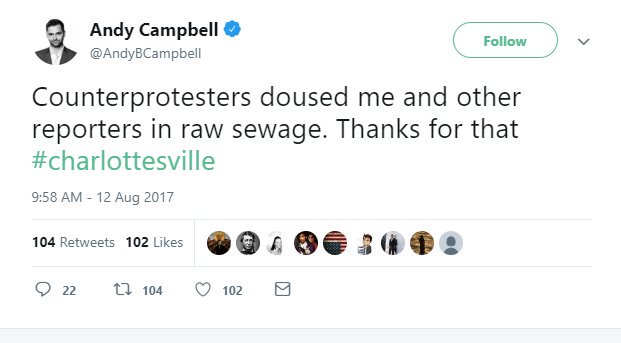 Andy Campbell
@AndyBCampbell
Follow
Counterprotesters doused me and other
reporters in raw sewage. Thanks for that
#charlottesville
9:58 AM - 12 Aug 2017
104 Retweets 102 Likes
22 104 102